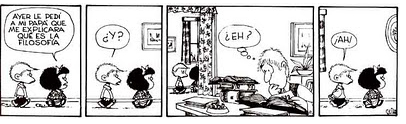 AYER LE PEDÍ
A MI PAPÁ QUE
ME EXPLICARA
QUÉ ES LA
FILOSOFÍA
¿Y?
¿EH?
¡AH!